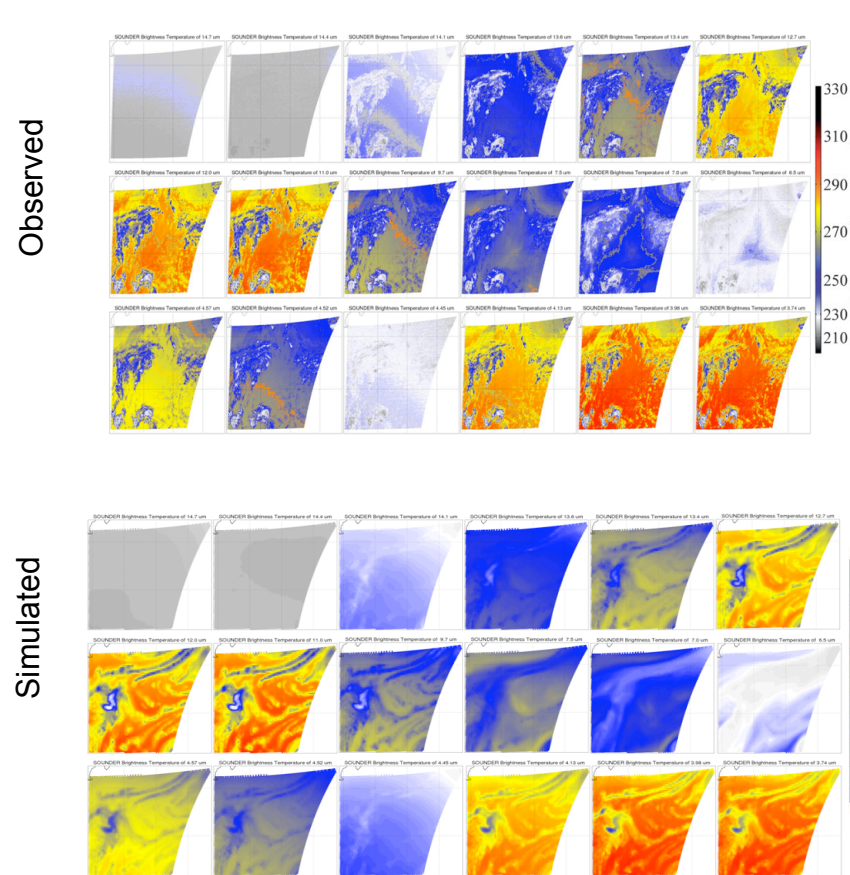 Observed
SOUNDER Brightness Temperature of 14.7 um
SOUNDER Brightness Temperature of 14.4 um
SOUNDER Brightness Temperature of 14.1 um
SOUNDER Brightness Temperature of 13.6 um
SOUNDER Brightness Temperature of 13.4 um
SOUNDER Brightness Temperature of 12.7 um
SOUNDER Brightness Temperature of 12.0 um
SOUNDER Brightness Temperature of 11.0 um
SOUNDER Brightness Temperature of 9.7 um
SOUNDER Brightness Temperature of 7.5 um
SOUNDER Brightness Temperature of 7.0 um
SOUNDER Brightness Temperature of 6.5 um
SOUNDER Brightness Temperature of 4.57 um
SOUNDER Brightness Temperature of 4.52 um
SOUNDER Brightness Temperature of 4.45 um
SOUNDER Brightness Temperature of 4.13 um
SOUNDER Brightness Temperature of 3.98 um
SOUNDER Brightness Temperature of 3.74 um
330
310
290
270
250
230
210
Simulated
SOUNDER Brightness Temperature of 14.7 um
SOUNDER Brightness Temperature of 14.4 um
SOUNDER Brightness Temperature of 14.1 um
SOUNDER Brightness Temperature of 13.6 um
SOUNDER Brightness Temperature of 13.4 um
SOUNDER Brightness Temperature of 12.7 um
SOUNDER Brightness Temperature of 12.0 um
SOUNDER Brightness Temperature of 11.0 um
SOUNDER Brightness Temperature of 9.7 um
SOUNDER Brightness Temperature of 7.5 um
SOUNDER Brightness Temperature of 7.0 um
SOUNDER Brightness Temperature of 6.5 um
SOUNDER Brightness Temperature of 4.57 um
SOUNDER Brightness Temperature of 4.52 um
SOUNDER Brightness Temperature of 4.45 um
SOUNDER Brightness Temperature of 4.13 um
SOUNDER Brightness Temperature of 3.98 um
SOUNDER Brightness Temperature of 3.74 um